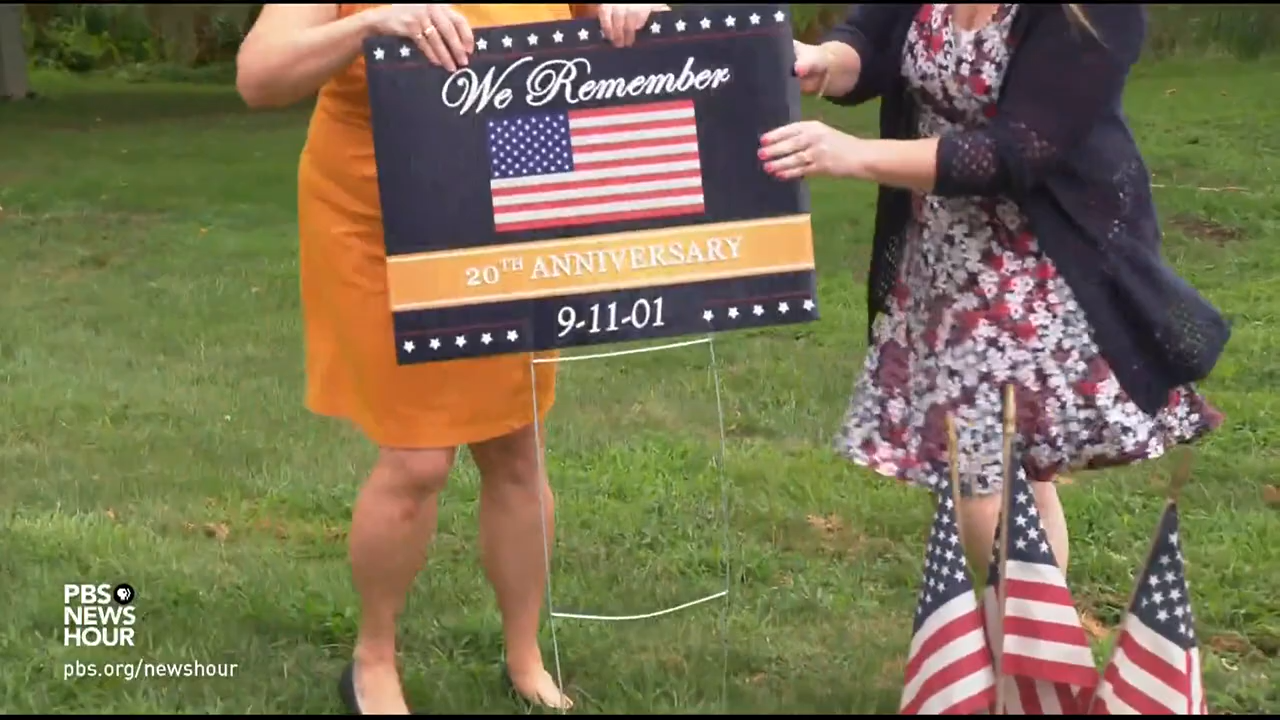 We Remember
20TH ANNIVERSARY
9-11-01
PBS
NEWS
HOUR
pbs.org/newshour